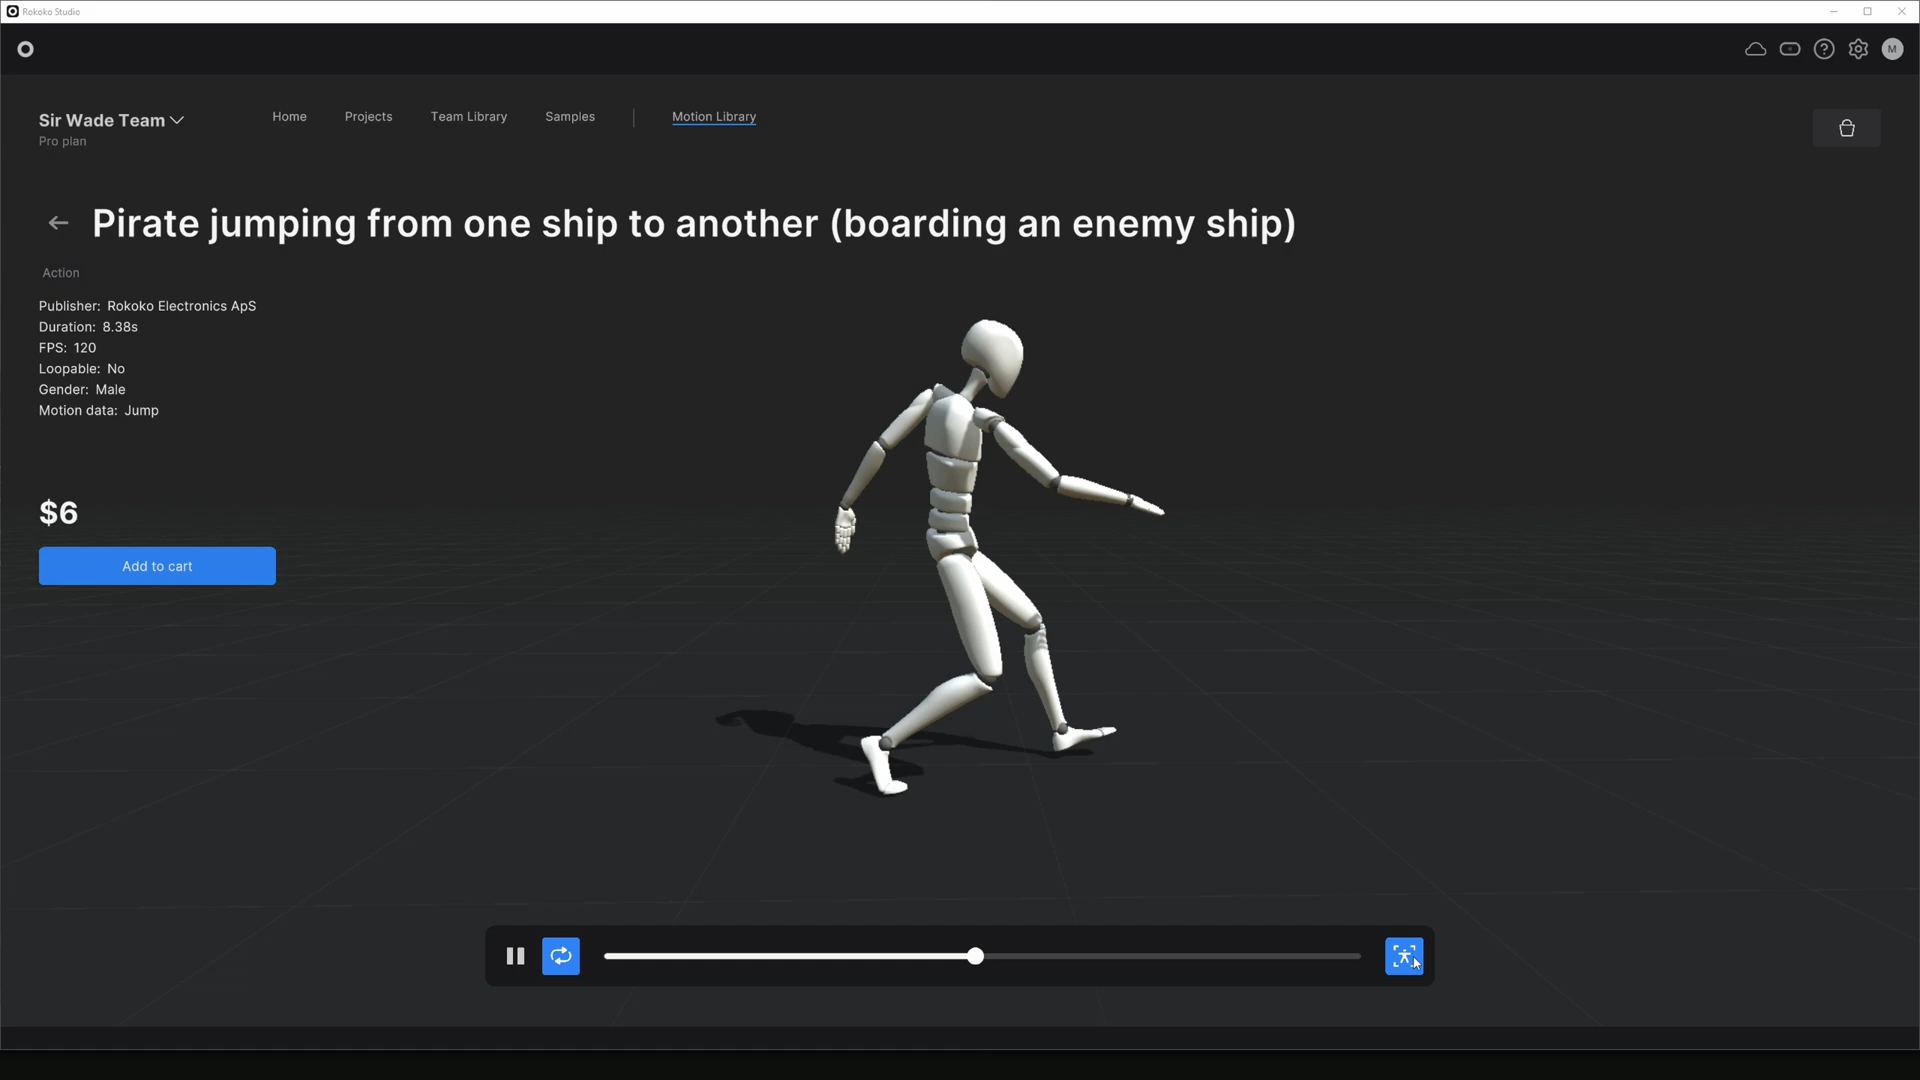 Rokoko Studio
M
Sir Wade Team
Pro plan
Home
Projects
Team Library
Samples
Motion Library
Pirate jumping from one ship to another (boarding an enemy ship)
Action
Publisher: Rokoko Electronics ApS
Duration: 8.38s
FPS: 120
Loopable: No
Gender: Male
Motion data: Jump
$6
Add to cart